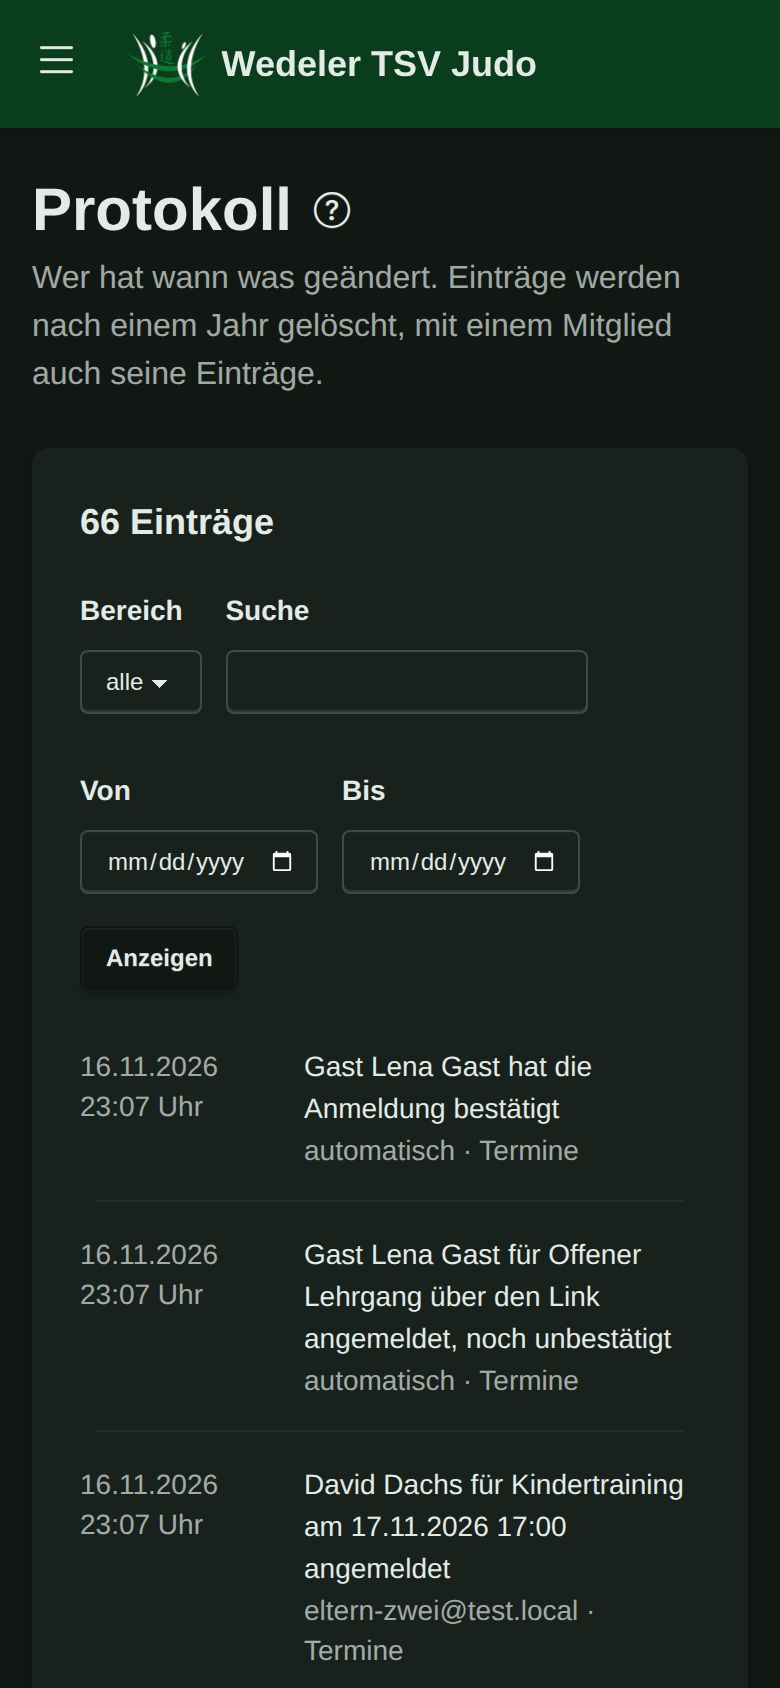 柔道
Wedeler TSV Judo
Protokoll ?
Wer hat wann was geändert. Einträge werden
nach einem Jahr gelöscht, mit einem Mitglied
auch seine Einträge.
66 Einträge
Bereich Suche
alle
Von Bis
mm/dd/yyyy mm/dd/yyyy
Anzeigen
16.11.2026
23:07 Uhr
Gast Lena Gast hat die
Anmeldung bestätigt
automatisch · Termine
16.11.2026
23:07 Uhr
Gast Lena Gast für Offener
Lehrgang über den Link
angemeldet, noch unbestätigt
automatisch · Termine
16.11.2026
23:07 Uhr
David Dachs für Kindertraining
am 17.11.2026 17:00
angemeldet
eltern-zwei@test.local ·
Termine